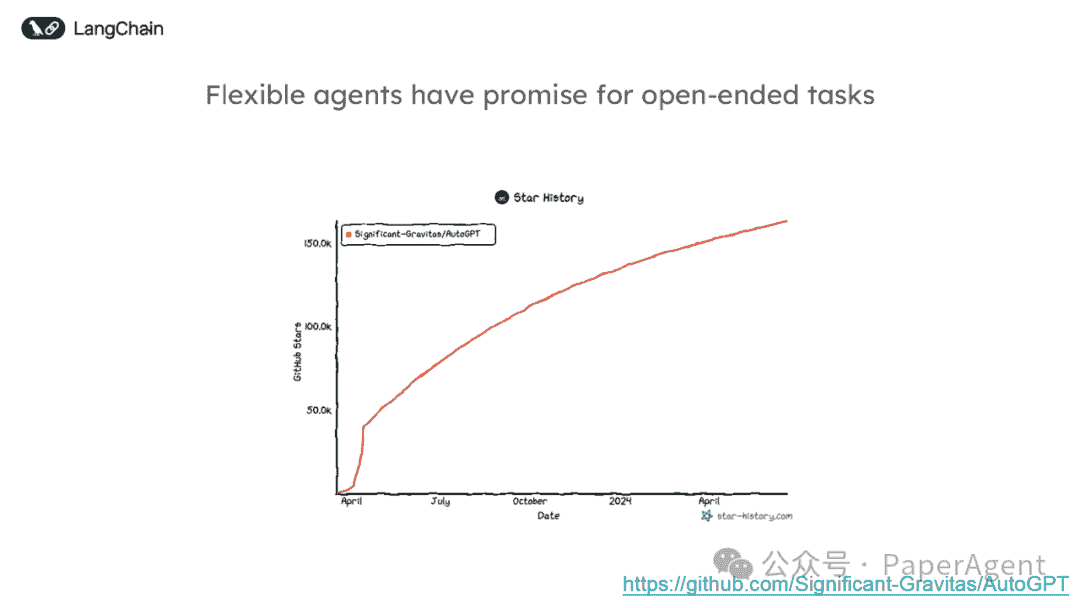 LangChain
Flexible agents have promise for open-ended tasks
Star History
Significant-Gravitas/AutoGPT
150.0k
100.0k
50.0k
GitHub Stars
April
July
October
2024
April
Date
star-history.com
公众号 · PaperAgent
https://github.com/Significant-Gravitas/AutoGPT